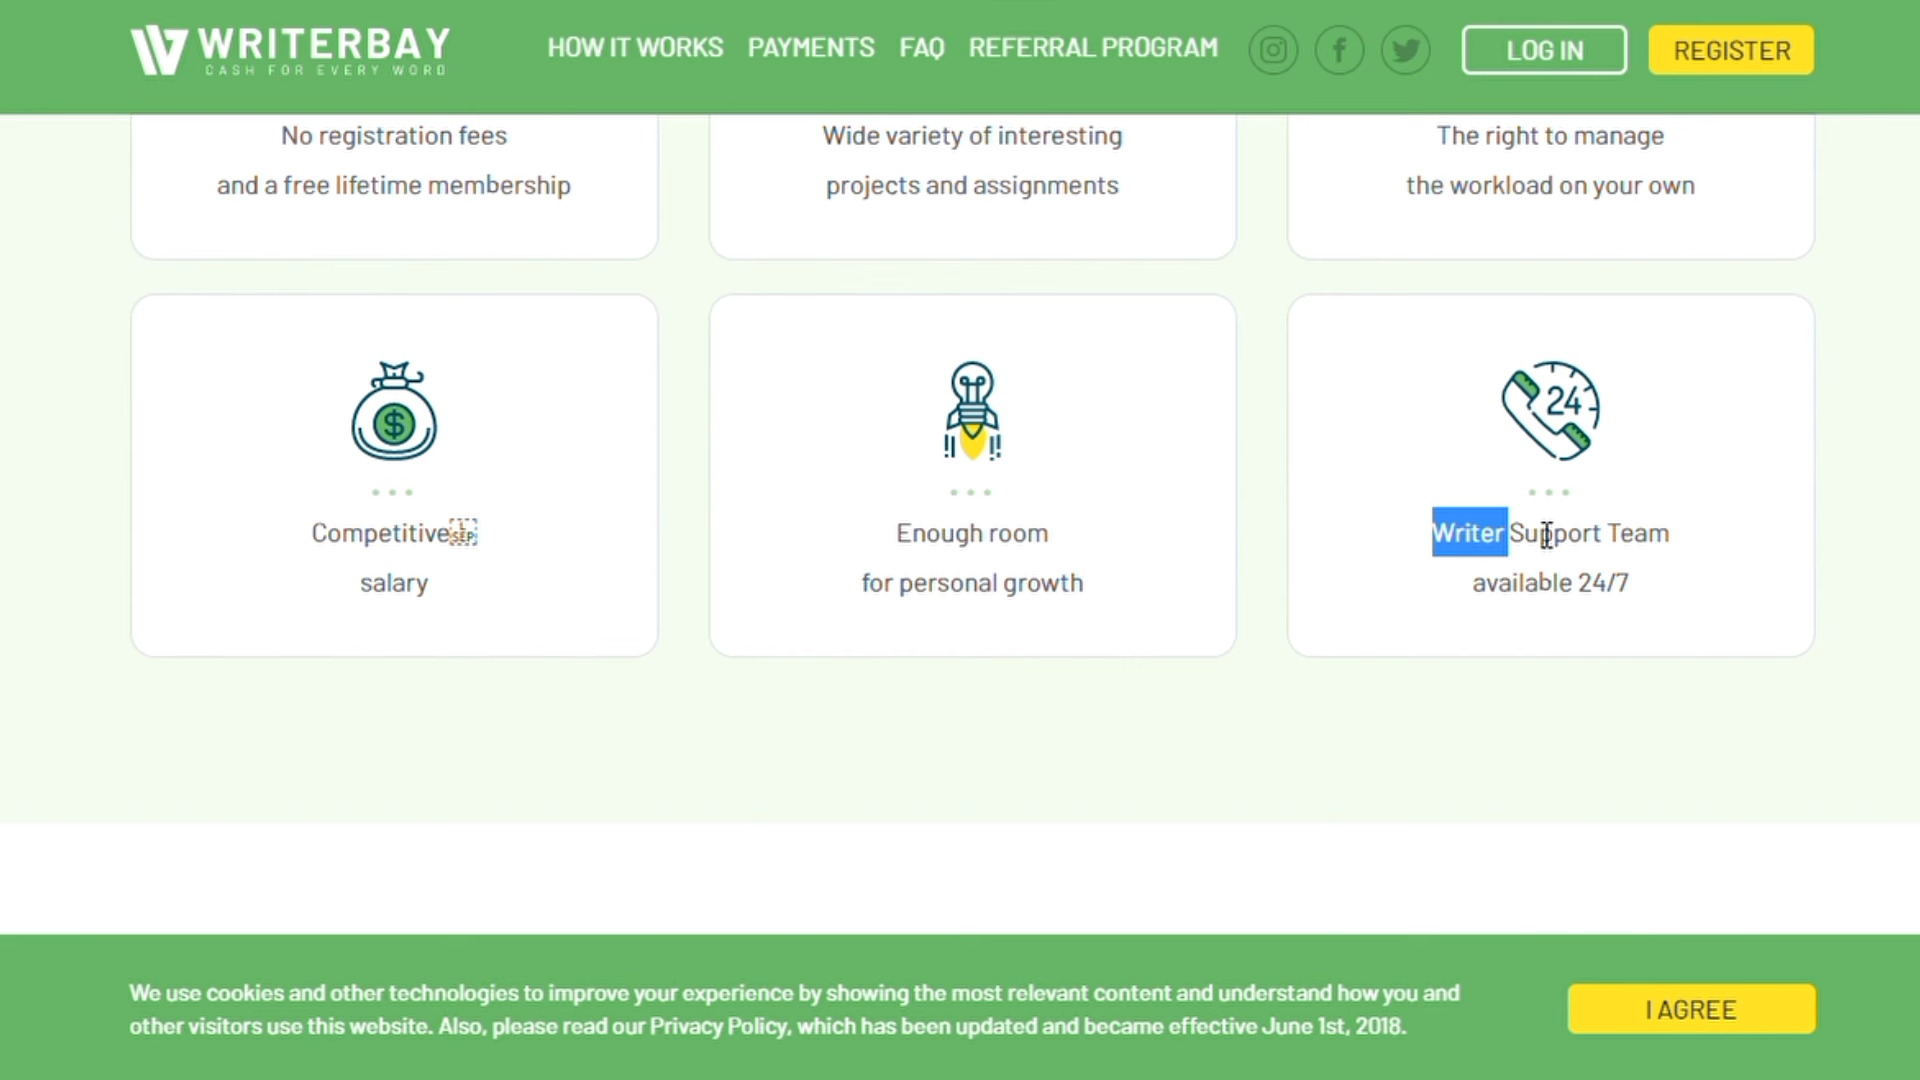 WRITERBAY
CASH FOR EVERY WORD
HOW IT WORKS PAYMENTS FAQ REFERRAL PROGRAM
LOG IN
REGISTER
No registration fees
and a free lifetime membership
Wide variety of interesting
projects and assignments
The right to manage
the workload on your own
$
24
Competitive L SEP
salary
Enough room
for personal growth
Writer Support Team
available 24/7
We use cookies and other technologies to improve your experience by showing the most relevant content and understand how you and
other visitors use this website. Also, please read our Privacy Policy, which has been updated and became effective June 1st, 2018.
I AGREE